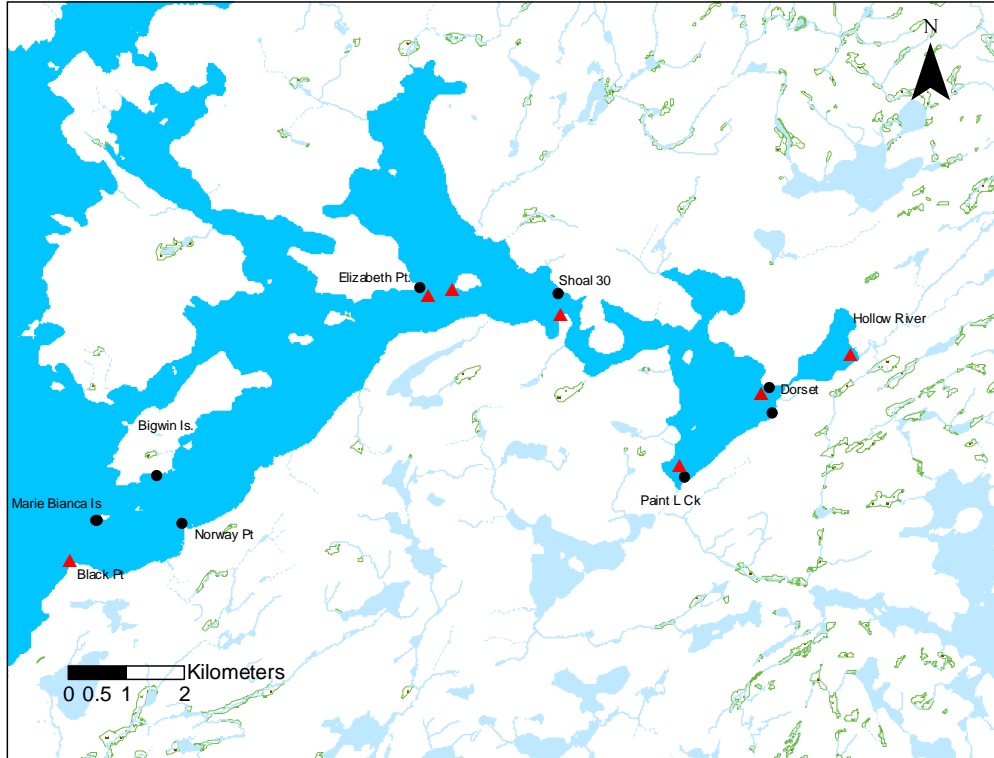 N
Elizabeth Pt.
Shoal 30
Hollow River
Dorset
Bigwin Is.
Paint L Ck
Marie Bianca Is
Norway Pt
Black Pt
Kilometers
0 0.5 1 2